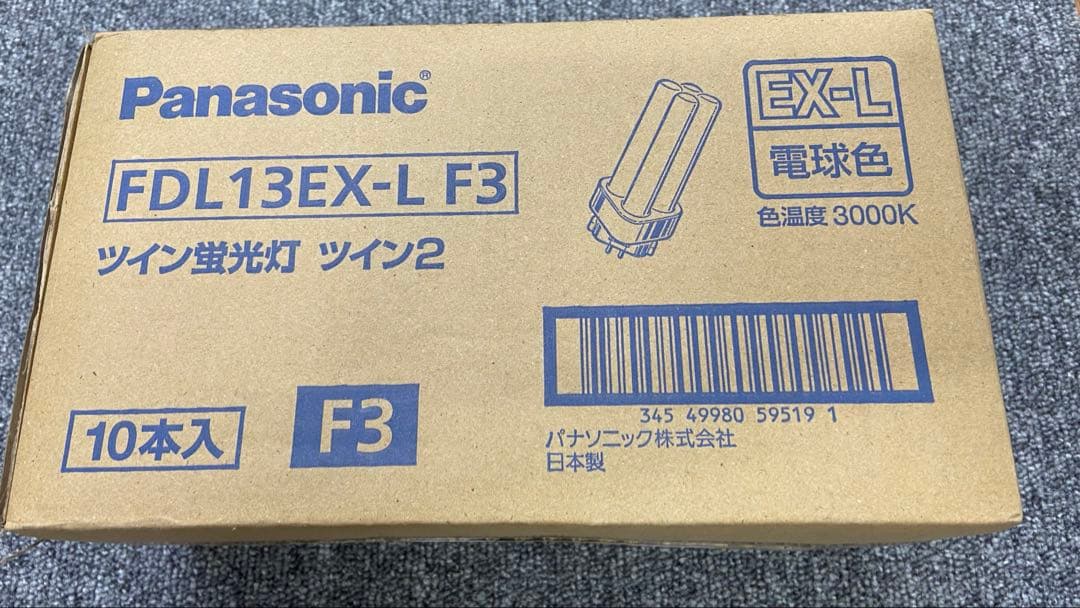 Panasonic®
FDL13EX-L F3
ツイン蛍光灯 ツイン2
EX-L
電球色
色温度 3000K
345 49980 59519 1
パナソニック株式会社
日本製
10本入
F3